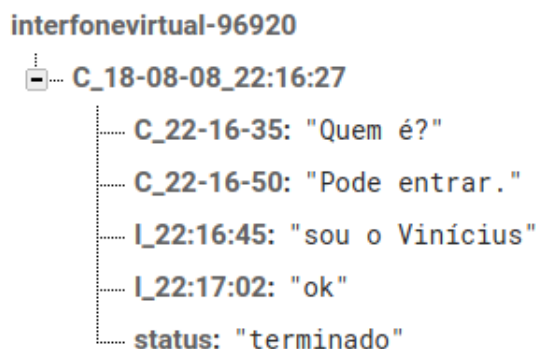 interfonevirtual-96920
C_18-08-08_22:16:27
C_22-16-35: "Quem é?"
C_22-16-50: "Pode entrar."
I_22:16:45: "sou o Vinícius"
I_22:17:02: "ok"
status: "terminado"